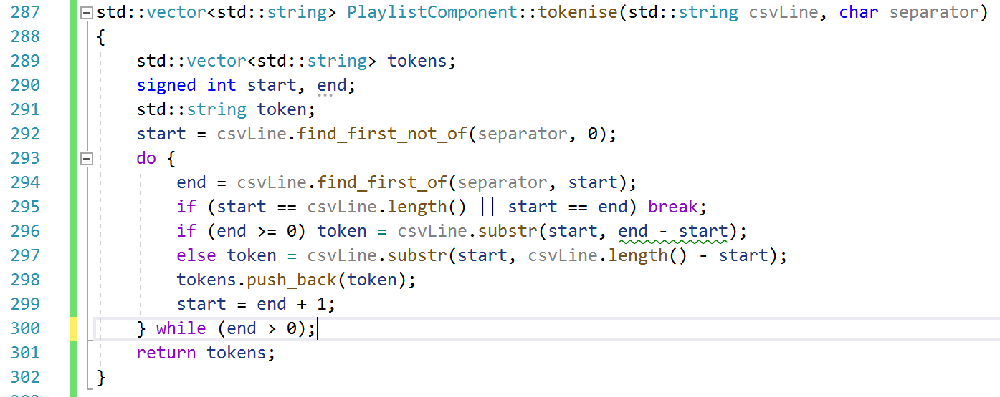 287 std::vector<std::string> PlaylistComponent::tokenise(std::string csvLine, char separator)
288 {
289 std::vector<std::string> tokens;
290 signed int start, end;
291 std::string token;
292 start = csvLine.find_first_not_of(separator, 0);
293 do {
294 end = csvLine.find_first_of(separator, start);
295 if (start == csvLine.length() || start == end) break;
296 if (end >= 0) token = csvLine.substr(start, end - start);
297 else token = csvLine.substr(start, csvLine.length() - start);
298 tokens.push_back(token);
299 start = end + 1;
300 } while (end > 0);
301 return tokens;
302 }